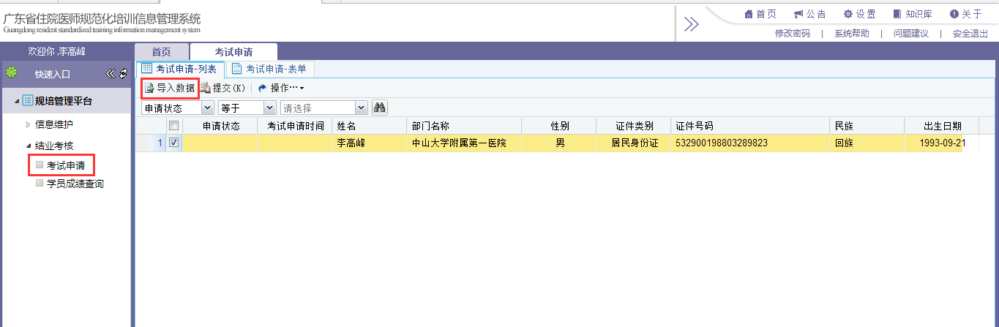 广东省住院医师规范化培训信息管理系统
Guangdong resident standardized training information management system
首页 公告 设置 知识库 关于
修改密码 | 系统帮助 | 问题建议 | 安全退出
欢迎你 ,李高峰
首页 考试申请
快速入口
考试申请-列表 考试申请-表单
导入数据 提交(K) 操作…
规培管理平台
申请状态 等于 请选择
信息维护
申请状态 考试申请时间 姓名 部门名称 性别 证件类别 证件号码 民族 出生日期
结业考核
1 李高峰 中山大学附属第一医院 男 居民身份证 532900198803289823 回族 1993-09-21
考试申请
学员成绩查询